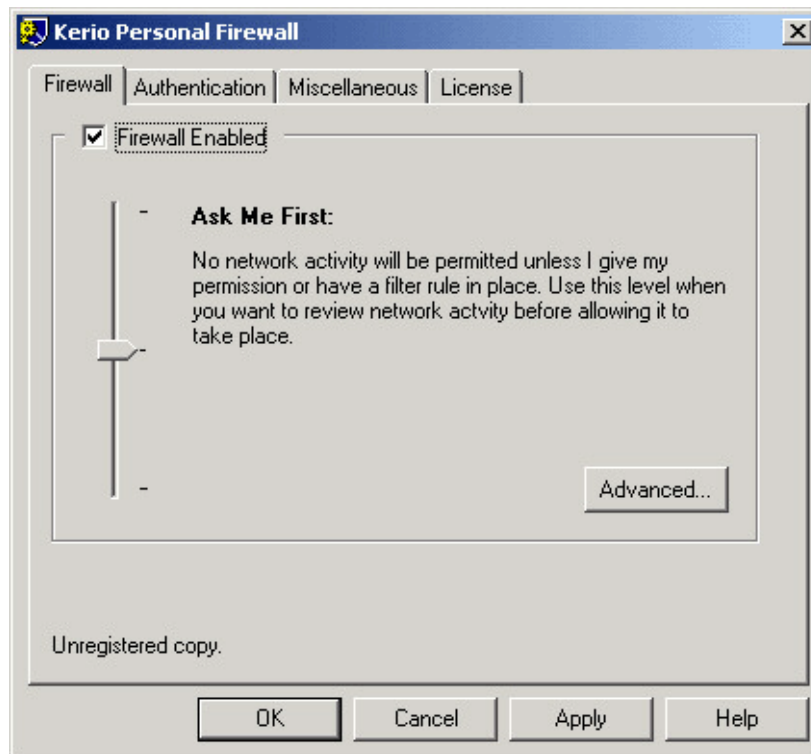 Kerio Personal Firewall
Firewall Authentication Miscellaneous License
Firewall Enabled
Ask Me First:
No network activity will be permitted unless I give my
permission or have a filter rule in place. Use this level when
you want to review network actvity before allowing it to
take place.
Advanced...
Unregistered copy.
OK Cancel Apply Help